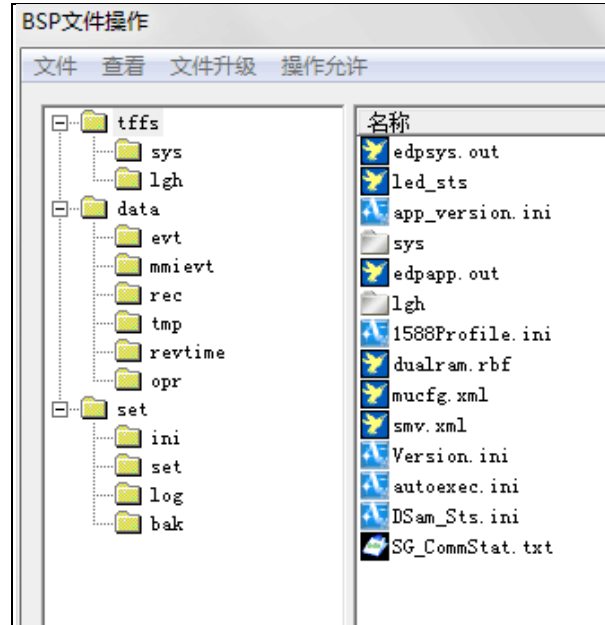 BSP文件操作
文件 查看 文件升级 操作允许
tffs
sys
lgh
data
evt
mmievt
rec
tmp
revtime
opr
set
ini
set
log
bak
名称
edpsys.out
led_sts
app_version.ini
sys
edpapp.out
lgh
1588Profile.ini
dualram.rbf
mucfg.xml
smv.xml
Version.ini
autoexec.ini
DSam_Sts.ini
SG_CommStat.txt